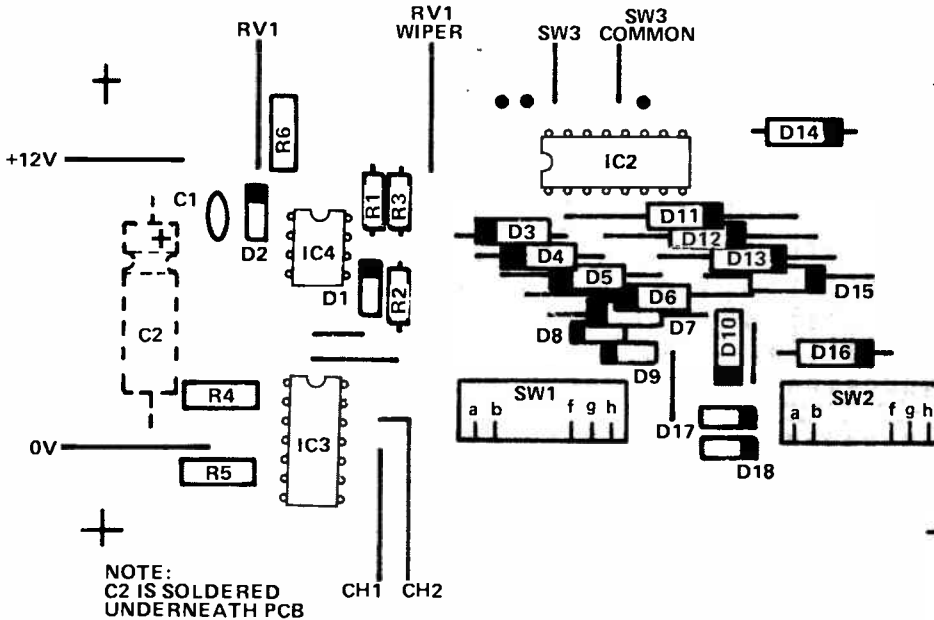 RV1
RV1
WIPER
SW3
SW3
COMMON
+12V
R6
IC2
D14
C1
R1
R3
D2
IC4
D11
D3
D12
D4
D13
D5
D15
D1
R2
D6
D7
C2
+
D8
D10
D16
D9
R4
SW1
a b f g h
SW2
a b f g h
D17
0V
IC3
R5
D18
NOTE:
C2 IS SOLDERED
UNDERNEATH PCB
CH1
CH2